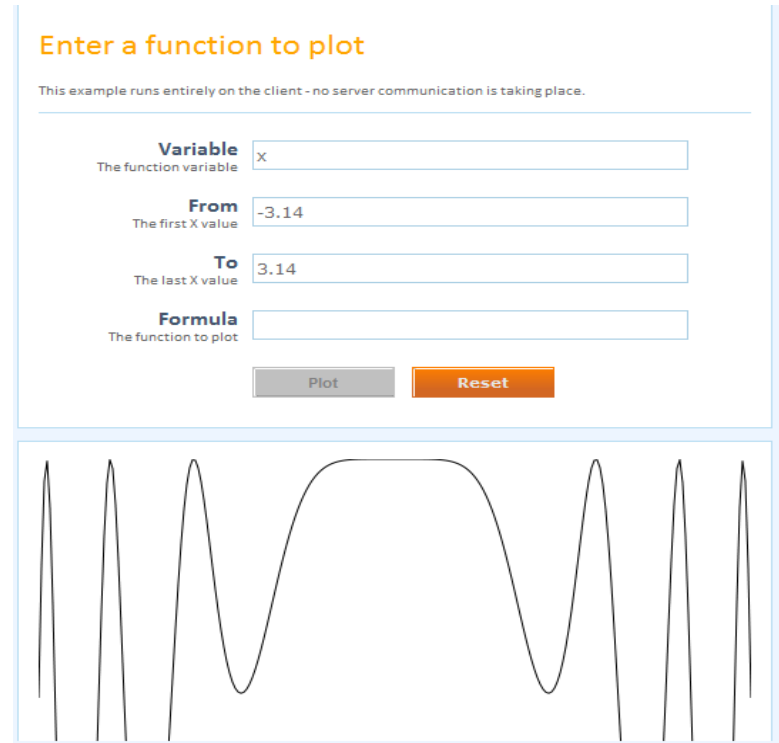 Enter a function to plot
This example runs entirely on the client - no server communication is taking place.
Variable
The function variable
x
From
The first X value
-3.14
To
The last X value
3.14
Formula
The function to plot
Plot
Reset